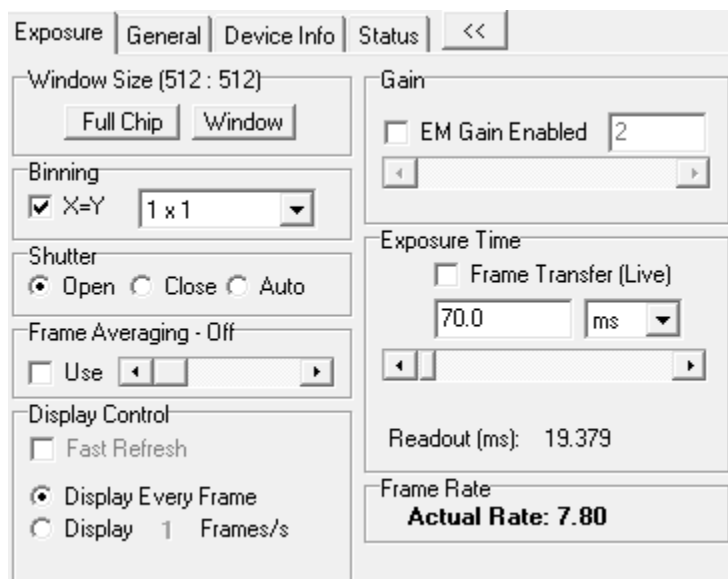 Exposure General Device Info Status <<
Window Size (512 : 512)
Full Chip Window
Binning
X=Y 1 x 1
Shutter
Open Close Auto
Frame Averaging - Off
Use
Display Control
Fast Refresh
Display Every Frame
Display 1 Frames/s
Gain
EM Gain Enabled 2
Exposure Time
Frame Transfer (Live)
70.0 ms
Readout (ms): 19.379
Frame Rate
Actual Rate: 7.80